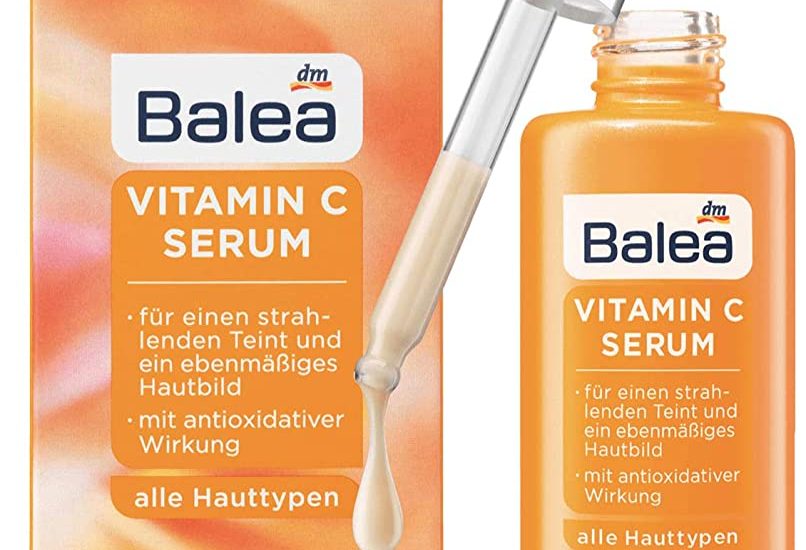 dm
Balea
VITAMIN C
SERUM
· für einen strah-
lenden Teint und
ein ebenmäßiges
Hautbild
· mit antioxidativer
Wirkung
alle Hauttypen
dm
Balea
VITAMIN C
SERUM
· für einen strah-
lenden Teint und
ein ebenmäßiges
Hautbild
· mit antioxidativer
Wirkung
alle Hauttypen